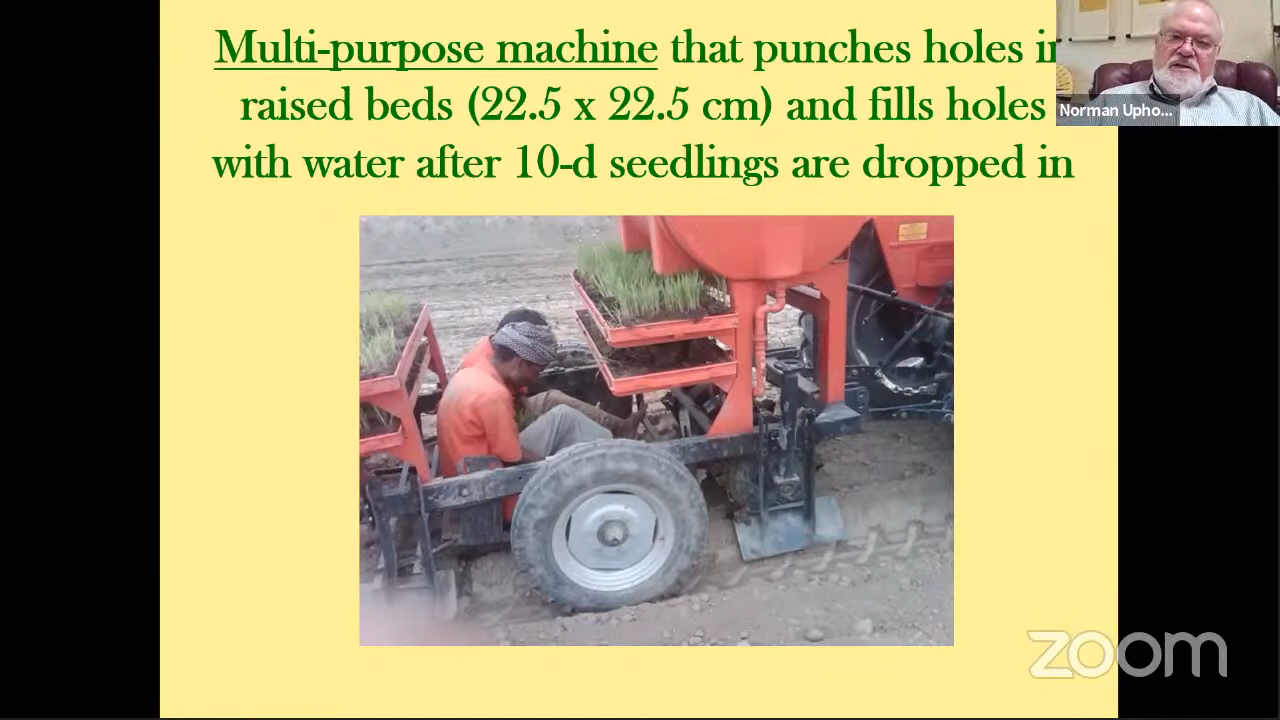 Multi-purpose machine that punches holes in
raised beds (22.5 x 22.5 cm) and fills holes
with water after 10-d seedlings are dropped in
Norman Upho...
zoom